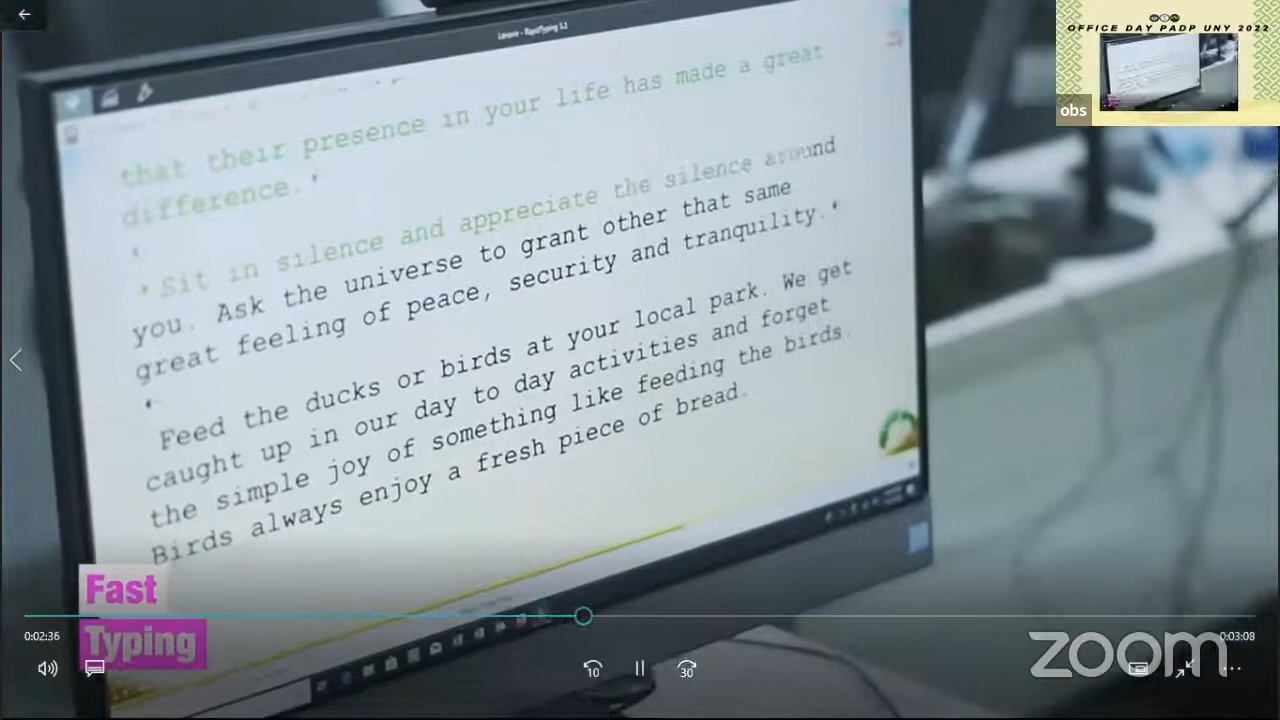 Lenovo - RapidTyping 5.1
that their presence in your life has made a great
difference.'
'Sit in silence and appreciate the silence around
you. Ask the universe to grant other that same
great feeling of peace, security and tranquility.'
Feed the ducks or birds at your local park. We get
caught up in our day to day activities and forget
the simple joy of something like feeding the birds.
Birds always enjoy a fresh piece of bread.
OFFICE DAY PADP UNY 2022
obs
Fast
Typing
0:02:36
0:03:08
10
30
zoom